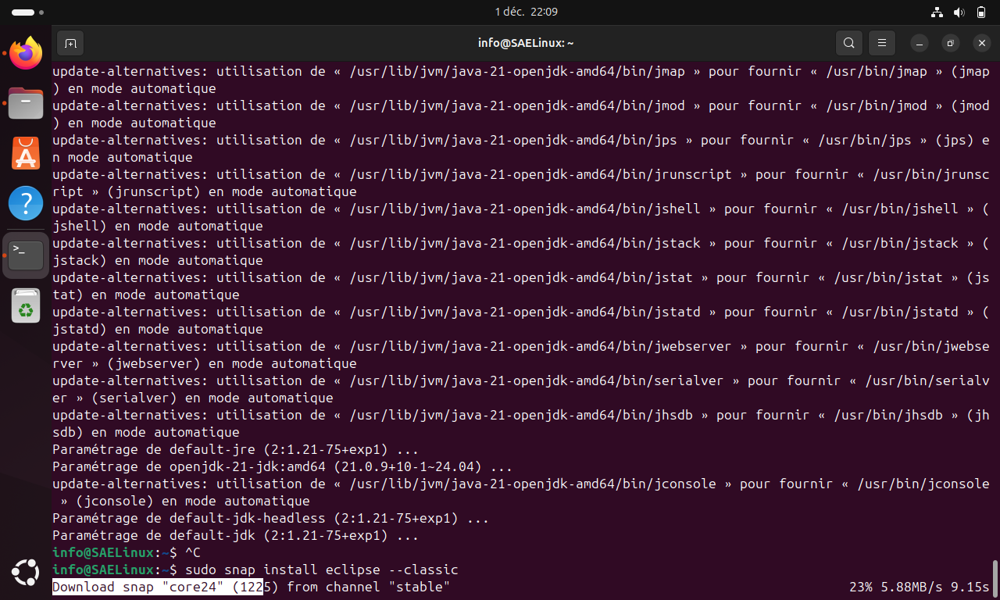 1 déc. 22:09
info@SAELinux: ~
update-alternatives: utilisation de « /usr/lib/jvm/java-21-openjdk-amd64/bin/jmap » pour fournir « /usr/bin/jmap » (jmap
) en mode automatique
update-alternatives: utilisation de « /usr/lib/jvm/java-21-openjdk-amd64/bin/jmod » pour fournir « /usr/bin/jmod » (jmod
) en mode automatique
update-alternatives: utilisation de « /usr/lib/jvm/java-21-openjdk-amd64/bin/jps » pour fournir « /usr/bin/jps » (jps) e
n mode automatique
update-alternatives: utilisation de « /usr/lib/jvm/java-21-openjdk-amd64/bin/jrunscript » pour fournir « /usr/bin/jrunsc
ript » (jrunscript) en mode automatique
update-alternatives: utilisation de « /usr/lib/jvm/java-21-openjdk-amd64/bin/jshell » pour fournir « /usr/bin/jshell » (
jshell) en mode automatique
update-alternatives: utilisation de « /usr/lib/jvm/java-21-openjdk-amd64/bin/jstack » pour fournir « /usr/bin/jstack » (
jstack) en mode automatique
update-alternatives: utilisation de « /usr/lib/jvm/java-21-openjdk-amd64/bin/jstat » pour fournir « /usr/bin/jstat » (js
tat) en mode automatique
update-alternatives: utilisation de « /usr/lib/jvm/java-21-openjdk-amd64/bin/jstatd » pour fournir « /usr/bin/jstatd » (
jstatd) en mode automatique
update-alternatives: utilisation de « /usr/lib/jvm/java-21-openjdk-amd64/bin/jwebserver » pour fournir « /usr/bin/jwebse
rver » (jwebserver) en mode automatique
update-alternatives: utilisation de « /usr/lib/jvm/java-21-openjdk-amd64/bin/serialver » pour fournir « /usr/bin/serialv
er » (serialver) en mode automatique
update-alternatives: utilisation de « /usr/lib/jvm/java-21-openjdk-amd64/bin/jhsdb » pour fournir « /usr/bin/jhsdb » (jh
sdb) en mode automatique
Paramétrage de default-jre (2:1.21-75+exp1) ...
Paramétrage de openjdk-21-jdk:amd64 (21.0.9+10-1~24.04) ...
update-alternatives: utilisation de « /usr/lib/jvm/java-21-openjdk-amd64/bin/jconsole » pour fournir « /usr/bin/jconsole
 » (jconsole) en mode automatique
Paramétrage de default-jdk-headless (2:1.21-75+exp1) ...
Paramétrage de default-jdk (2:1.21-75+exp1) ...
info@SAELinux:~$ ^C
info@SAELinux:~$ sudo snap install eclipse --classic
Download snap "core24" (1225) from channel "stable" 23% 5.88MB/s 9.15s